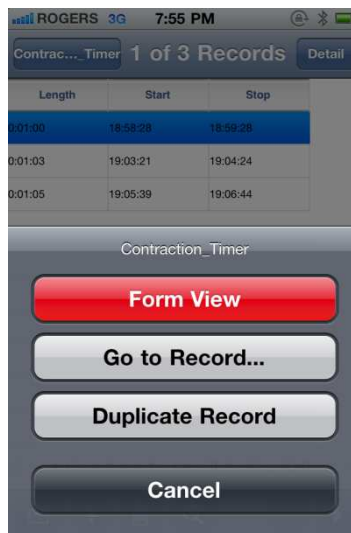 ROGERS 3G 7:55 PM
Contrac..._Timer 1 of 3 Records Detail
Length Start Stop
0:01:00 18:58:28 18:59:28
0:01:03 19:03:21 19:04:24
0:01:05 19:05:39 19:06:44
Contraction_Timer
Form View
Go to Record...
Duplicate Record
Cancel